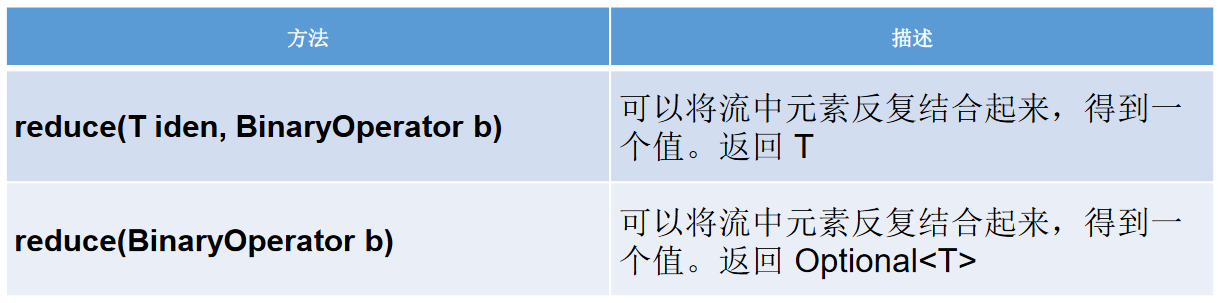 方法
描述
reduce(T iden, BinaryOperator b)
可以将流中元素反复结合起来，得到一
个值。返回 T
reduce(BinaryOperator b)
可以将流中元素反复结合起来，得到一
个值。返回 Optional<T>